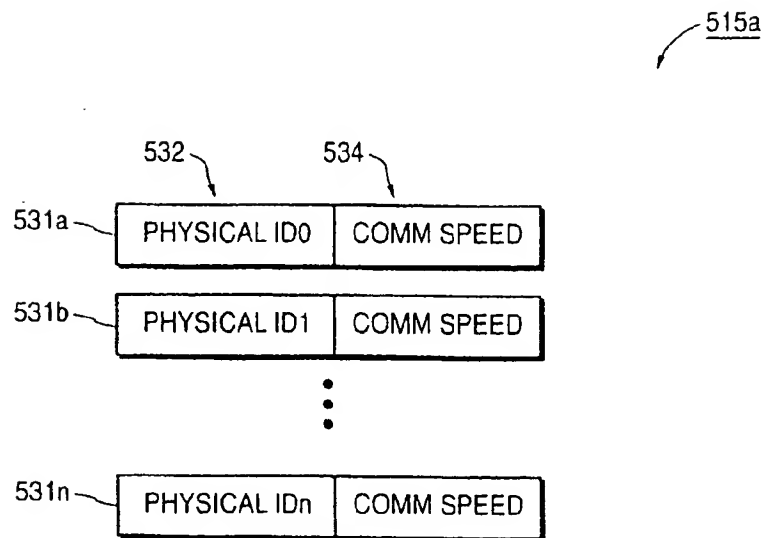 515a
532 534
531a PHYSICAL ID0 COMM SPEED
531b PHYSICAL ID1 COMM SPEED
531n PHYSICAL IDn COMM SPEED